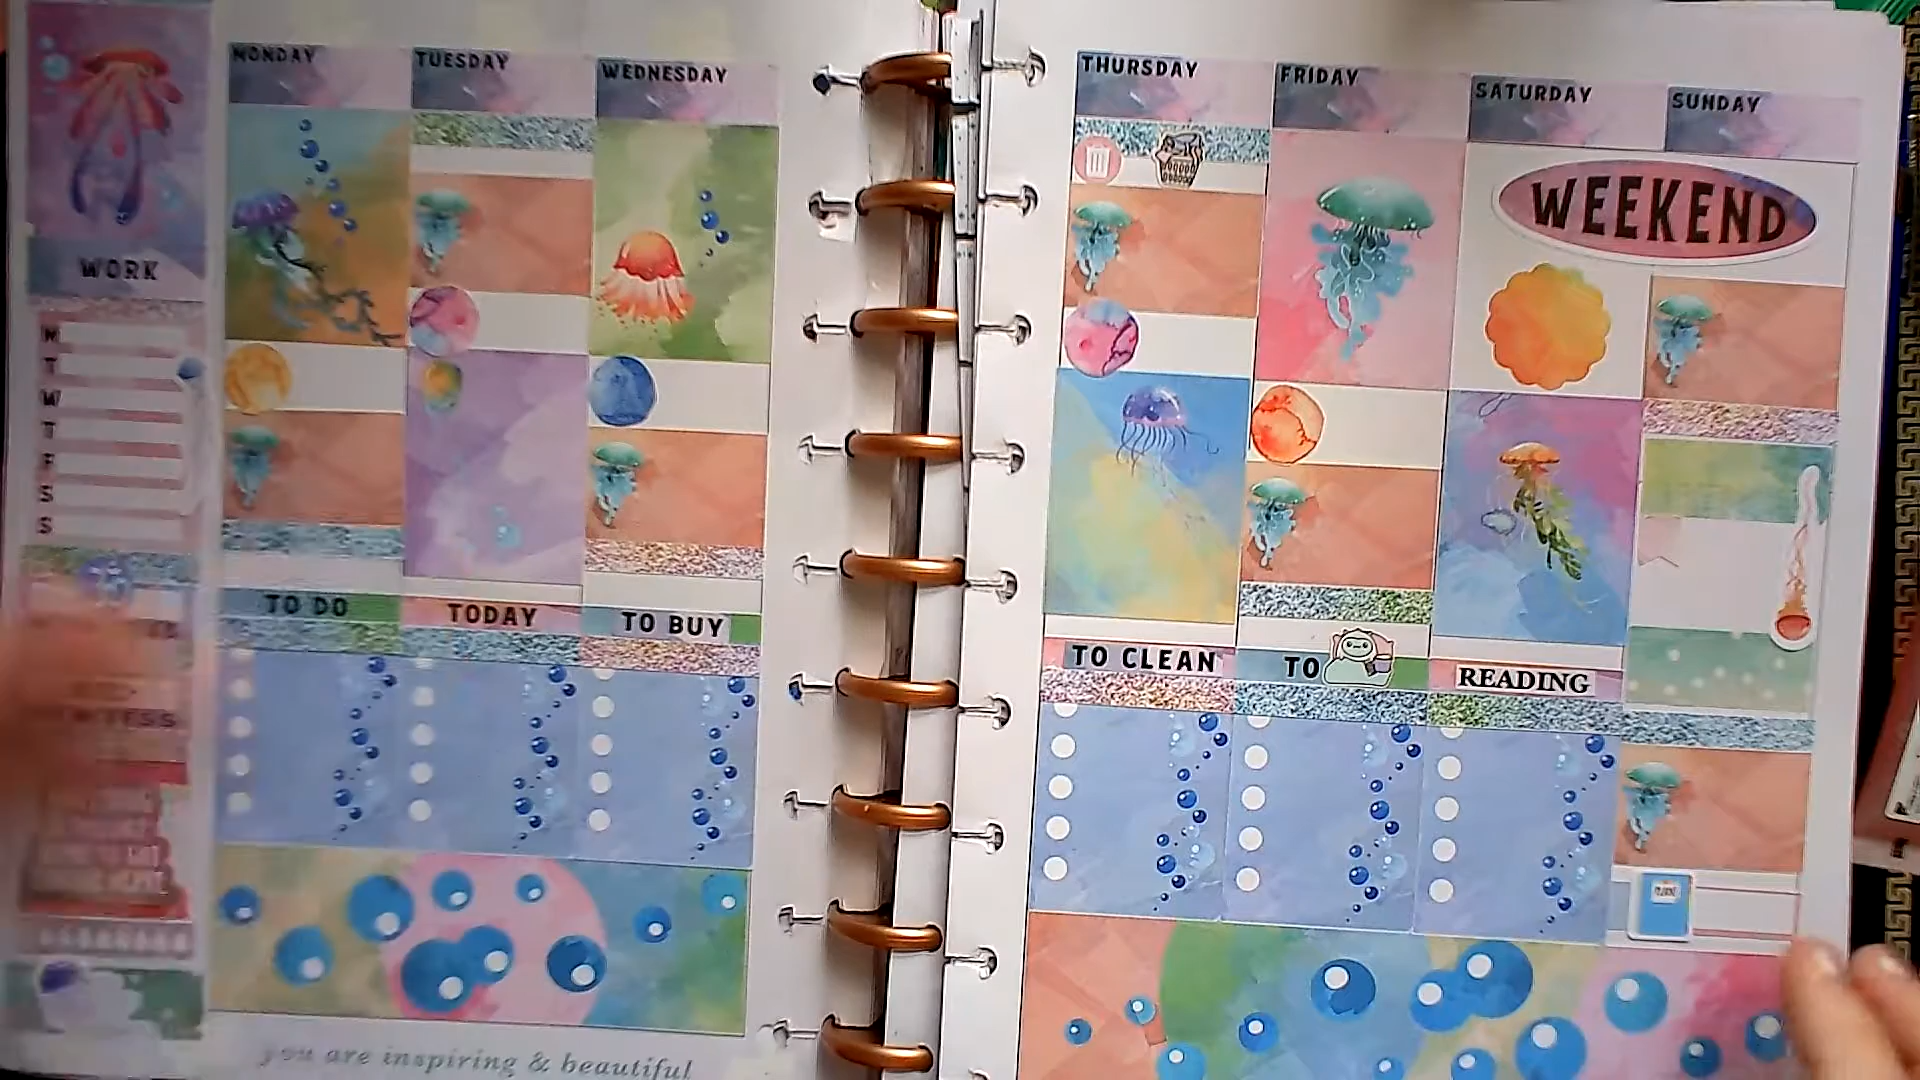 MONDAY
TUESDAY
WEDNESDAY
THURSDAY
FRIDAY
SATURDAY
SUNDAY
WEEKEND
WORK
M
T
W
T
F
S
S
TO DO
TODAY
TO BUY
TO CLEAN
TO
READING
you are inspiring & beautiful